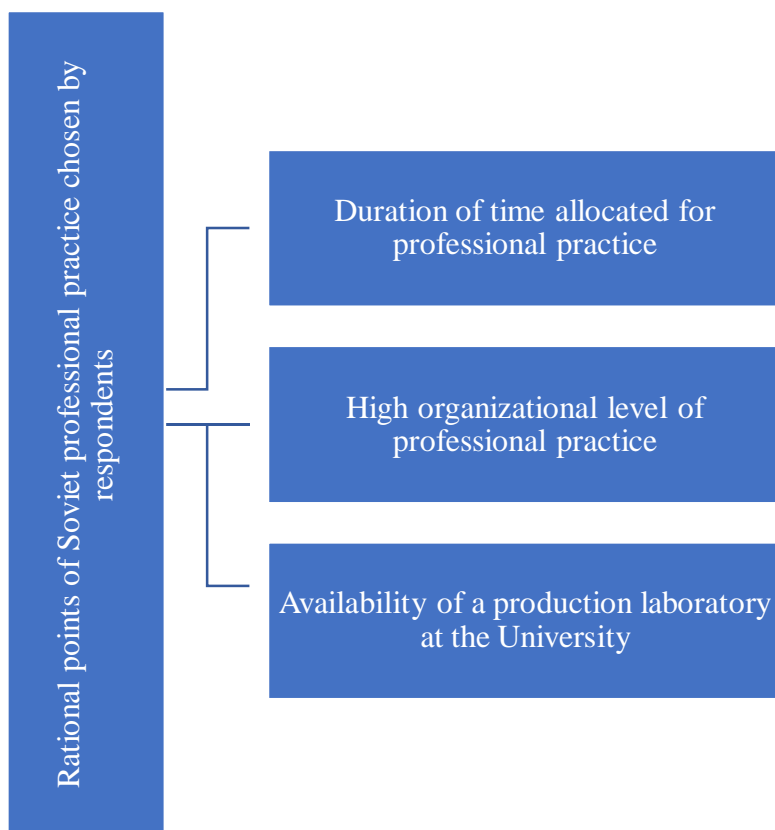 Rational points of Soviet professional practice chosen by
respondents
Duration of time allocated for
professional practice
High organizational level of
professional practice
Availability of a production laboratory
at the University